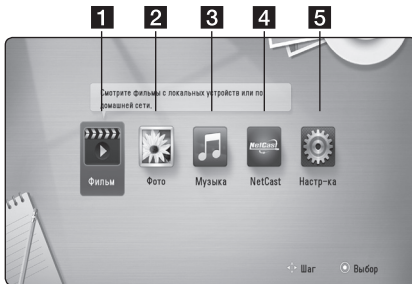 1 2 3 4 5
Смотрите фильмы с локальных устройств или по
домашней сети.
NetCast
Фильм Фото Музыка NetCast Настр-ка
Шаг Выбор